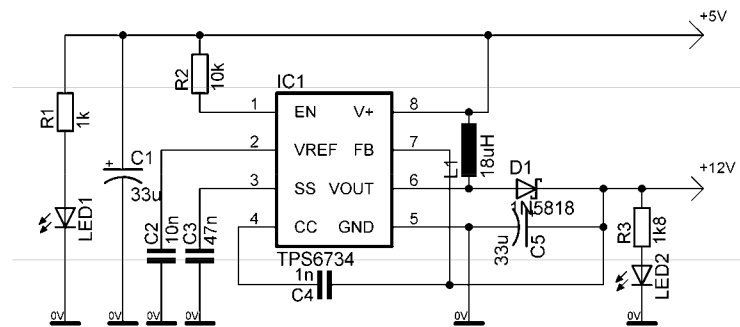 +5V
R1
1k
LED1
C1
+
33u
R2
10k
IC1
1
EN
V+
8
2
VREF
FB
7
3
SS
VOUT
6
4
CC
GND
5
TPS6734
C2
10n
C3
47n
1n
C4
L1
18uH
D1
1N5818
+12V
33u
C5
R3
1k8
LED2
0V
0V
0V
0V
0V
0V